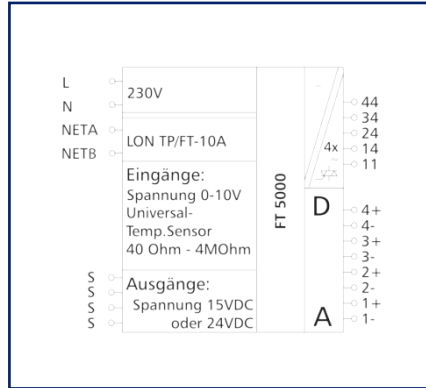 L
N
230V
NETA
NETB
LON TP/FT-10A
Eingänge:
Spannung 0-10V
Universal-
Temp.Sensor
40 Ohm - 4MOhm
S
S
S
S
Ausgänge:
Spannung 15VDC
oder 24VDC
FT 5000
4x
44
34
24
14
11
D
A
4+
4-
3+
3-
2+
2-
1+
1-